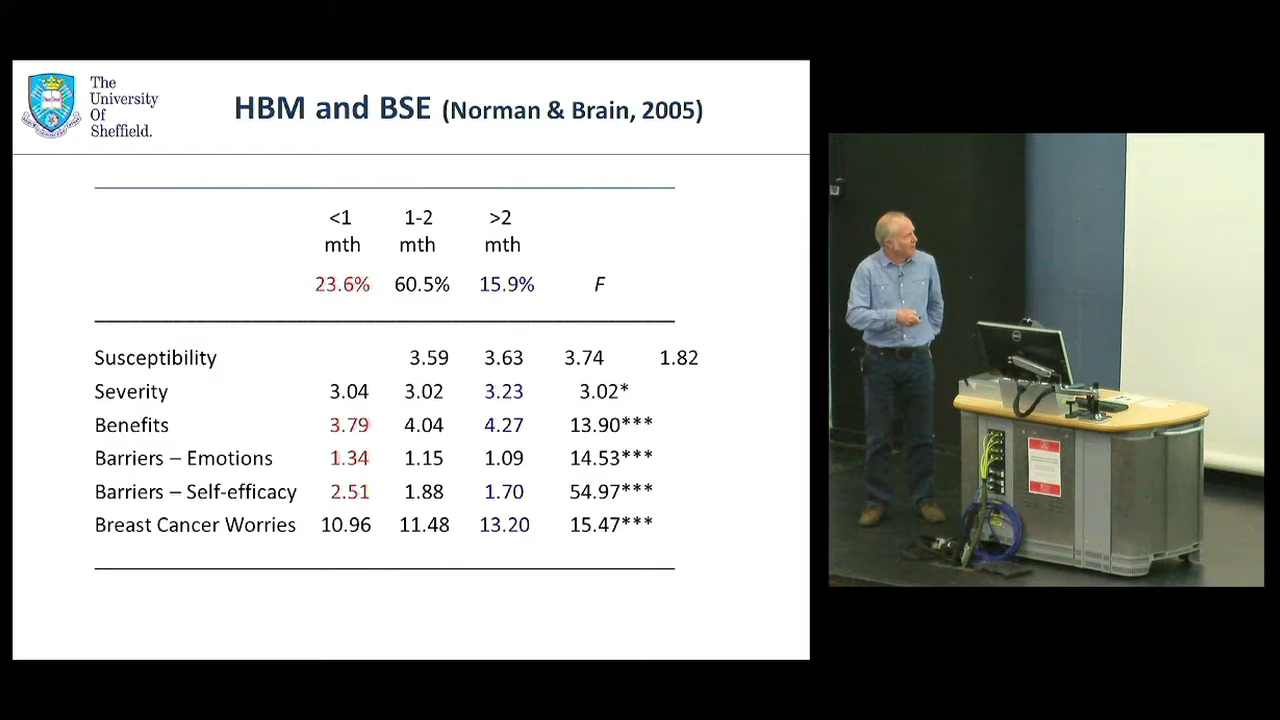 The
University
Of
Sheffield.
HBM and BSE (Norman & Brain, 2005)
<1 mth 1-2 mth >2 mth
23.6% 60.5% 15.9% F
Susceptibility 3.59 3.63 3.74 1.82
Severity 3.04 3.02 3.23 3.02*
Benefits 3.79 4.04 4.27 13.90***
Barriers – Emotions 1.34 1.15 1.09 14.53***
Barriers – Self-efficacy 2.51 1.88 1.70 54.97***
Breast Cancer Worries 10.96 11.48 13.20 15.47***